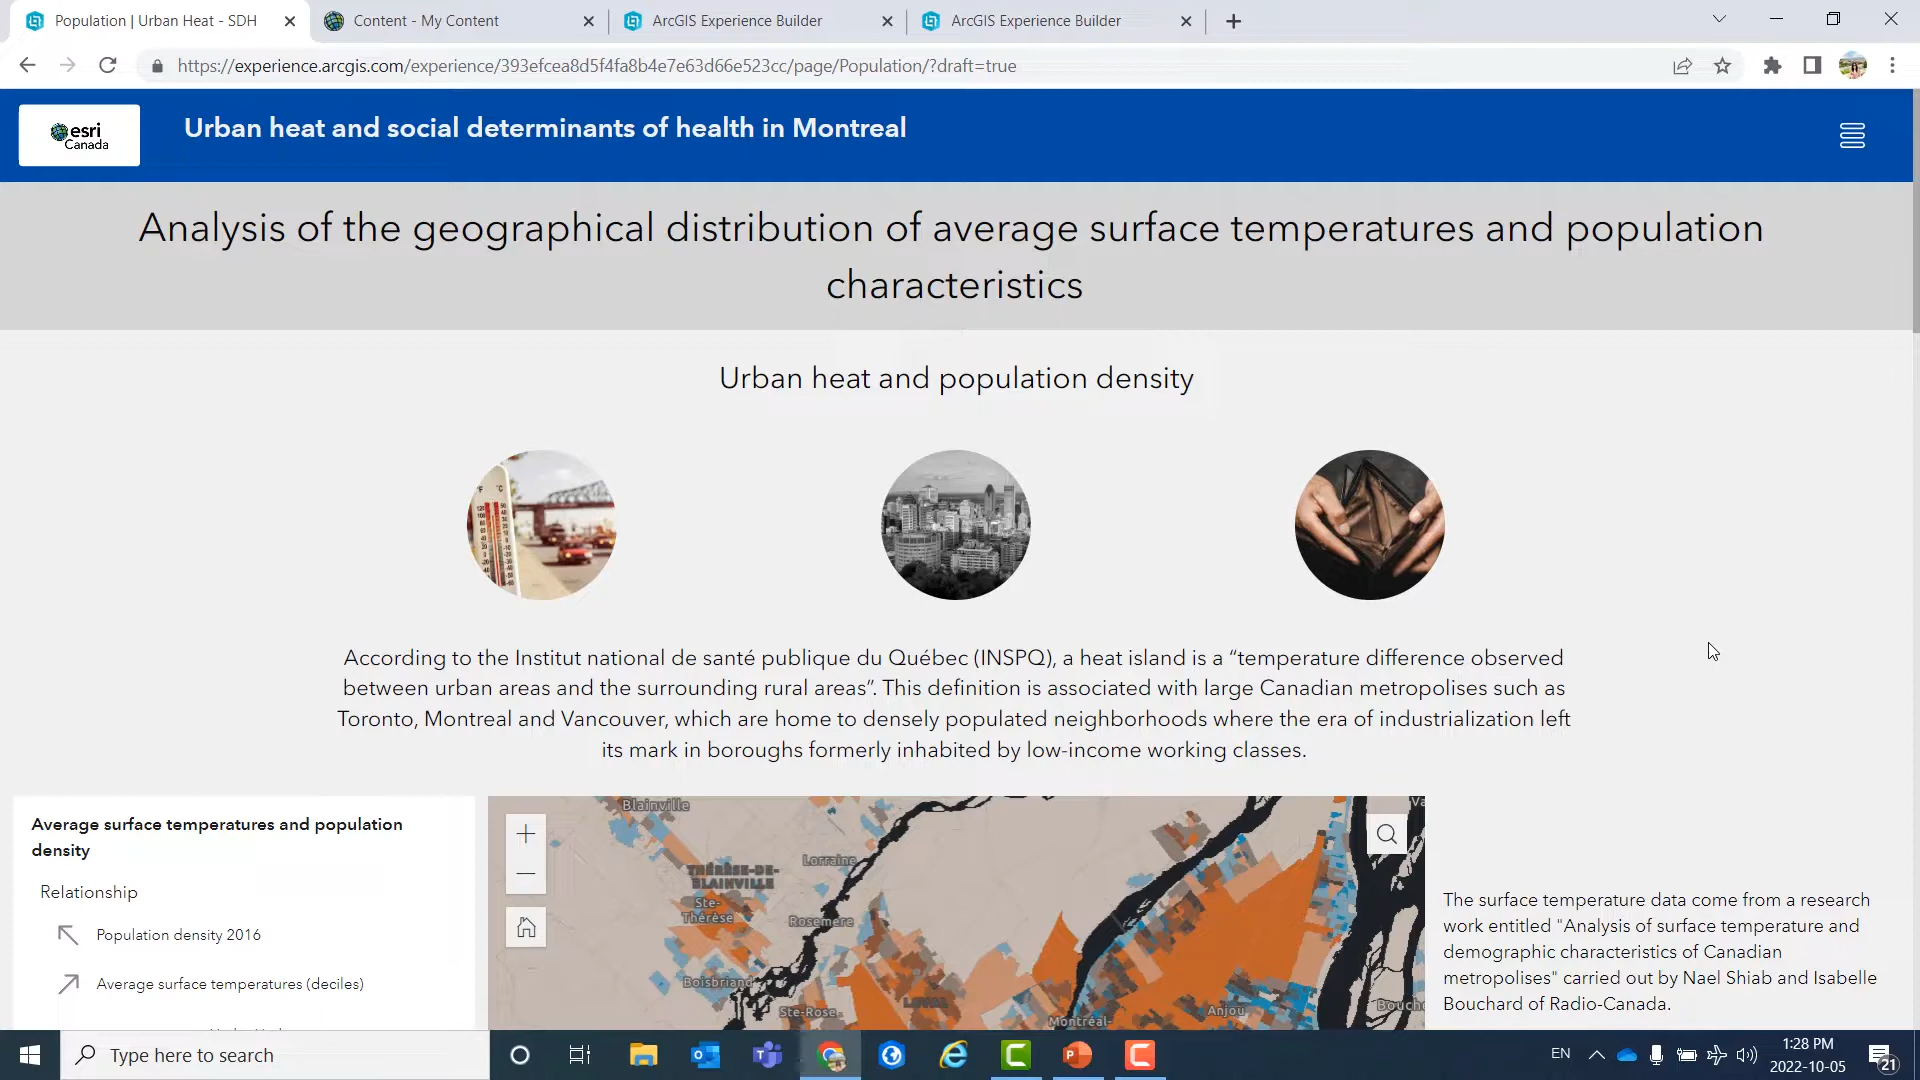 Population | Urban Heat - SDH
Content - My Content
ArcGIS Experience Builder
ArcGIS Experience Builder
https://experience.arcgis.com/experience/393efcea8d5f4fa8b4e7e63d66e523cc/page/Population/?draft=true
esri
Canada
Urban heat and social determinants of health in Montreal
Analysis of the geographical distribution of average surface temperatures and population
characteristics
Urban heat and population density
According to the Institut national de santé publique du Québec (INSPQ), a heat island is a “temperature difference observed
between urban areas and the surrounding rural areas”. This definition is associated with large Canadian metropolises such as
Toronto, Montreal and Vancouver, which are home to densely populated neighborhoods where the era of industrialization left
its mark in boroughs formerly inhabited by low-income working classes.
Average surface temperatures and population
density
Relationship
Population density 2016
Average surface temperatures (deciles)
Blainville
Lorraine
THÉRÈSE-DE-
BLAINVILLE
Ste-
Thérèse
Rosemere
Boisbriand
LAVAL
Ste-Rose
Montréal-
Anjou
Bouch
Va
The surface temperature data come from a research
work entitled "Analysis of surface temperature and
demographic characteristics of Canadian
metropolises" carried out by Nael Shiab and Isabelle
Bouchard of Radio-Canada.
Type here to search
EN
1:28 PM
2022-10-05
21